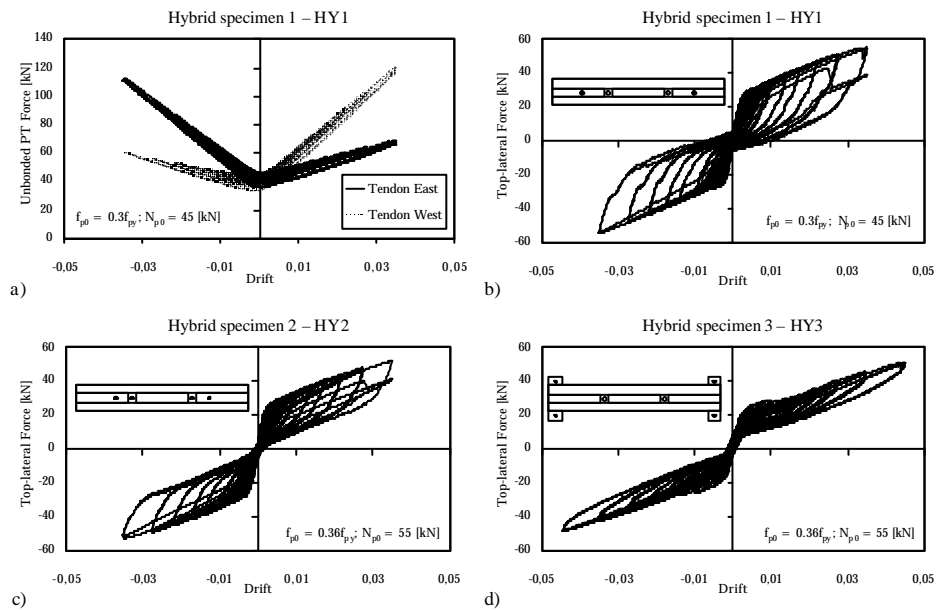 a)
Hybrid specimen 1 – HY1
Unbonded PT Force [kN]
140
120
100
80
60
40
20
0
Tendon East
Tendon West
f_p0 = 0.3f_py; N_p0 = 45 [kN]
-0,05 -0,03 -0,01 0,01 0,03 0,05
Drift
b)
Hybrid specimen 1 – HY1
Top-lateral Force [kN]
60
40
20
0
-20
-40
-60
f_p0 = 0.3f_py; N_p0 = 45 [kN]
-0,05 -0,03 -0,01 0,01 0,03 0,05
Drift
c)
Hybrid specimen 2 – HY2
Top-lateral Force [kN]
60
40
20
0
-20
-40
-60
f_p0 = 0.36f_py; N_p0 = 55 [kN]
-0,05 -0,03 -0,01 0,01 0,03 0,05
Drift
d)
Hybrid specimen 3 – HY3
Top-lateral Force [kN]
60
40
20
0
-20
-40
-60
f_p0 = 0.36f_py; N_p0 = 55 [kN]
-0,05 -0,03 -0,01 0,01 0,03 0,05
Drift